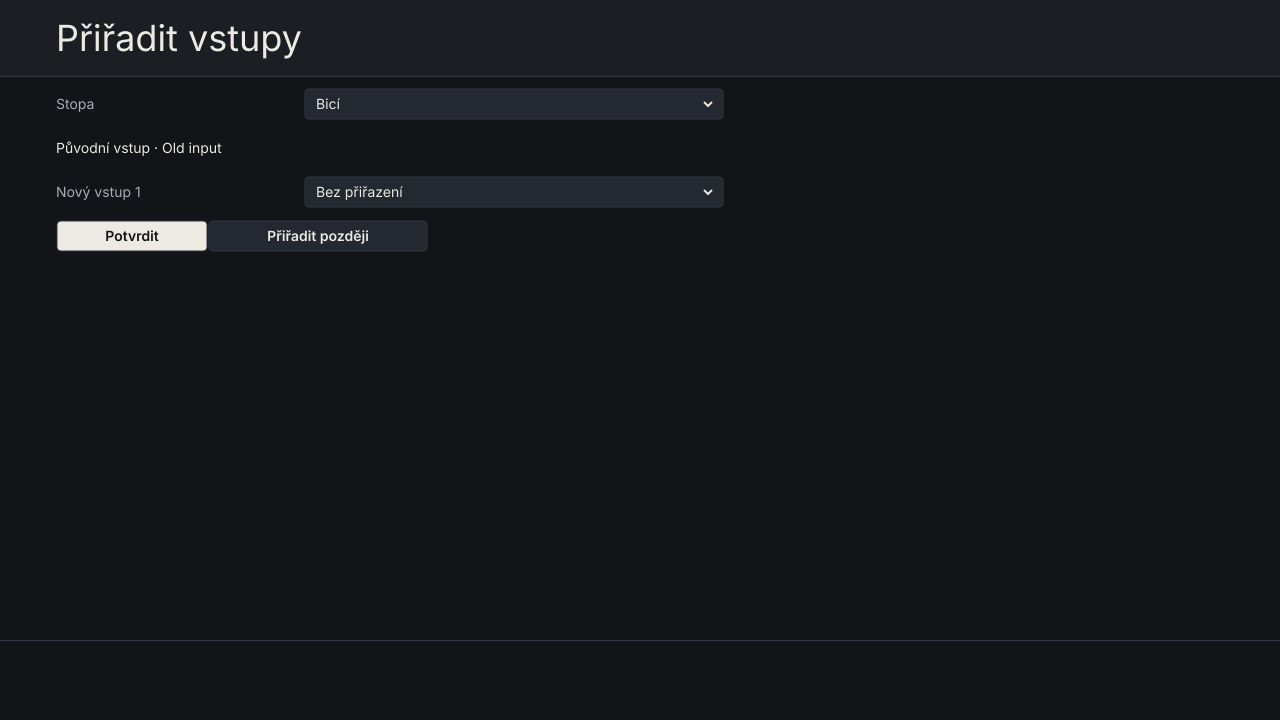 Přiřadit vstupy
Stopa
Bicí
Původní vstup · Old input
Nový vstup 1
Bez přiřazení
Potvrdit
Přiřadit později